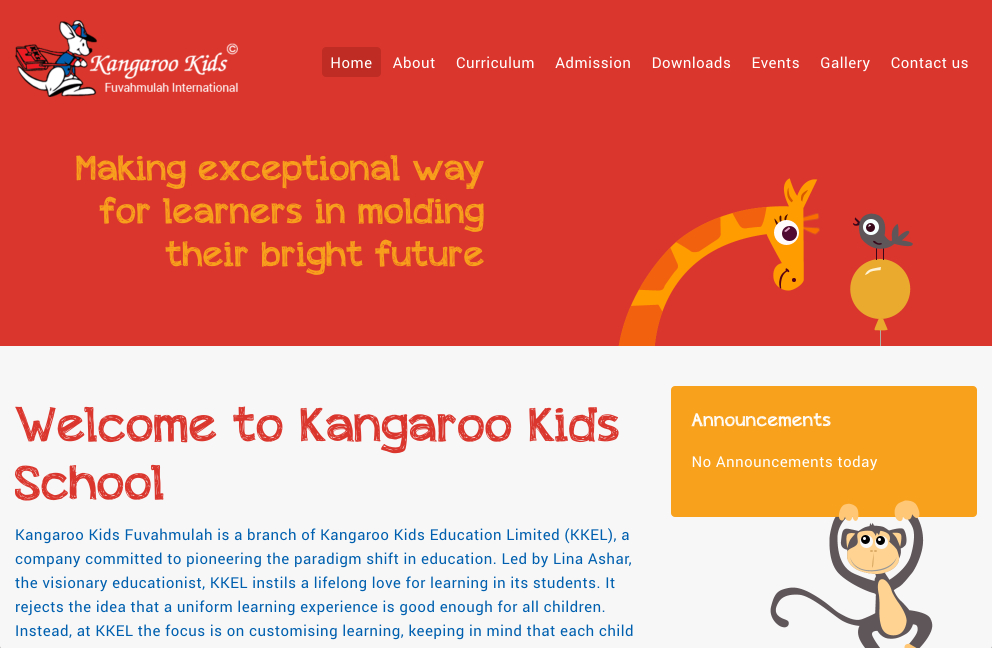 Kangaroo Kids©
Fuvahmulah International
Home About Curriculum Admission Downloads Events Gallery Contact us
Making exceptional way
for learners in molding
their bright future
Welcome to Kangaroo Kids
School
Kangaroo Kids Fuvahmulah is a branch of Kangaroo Kids Education Limited (KKEL), a
company committed to pioneering the paradigm shift in education. Led by Lina Ashar,
the visionary educationist, KKEL instils a lifelong love for learning in its students. It
rejects the idea that a uniform learning experience is good enough for all children.
Instead, at KKEL the focus is on customising learning, keeping in mind that each child
Announcements
No Announcements today